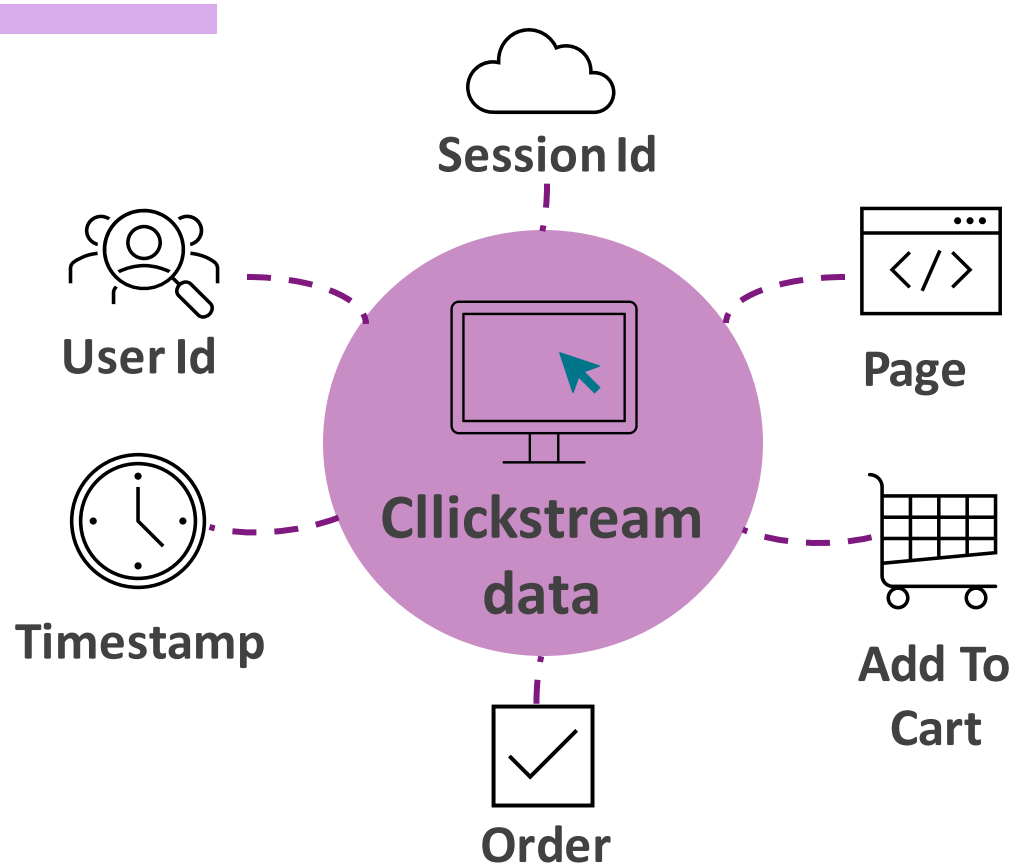 Session Id
User Id
Page
Cllickstream
data
Timestamp
Add To
Cart
Order